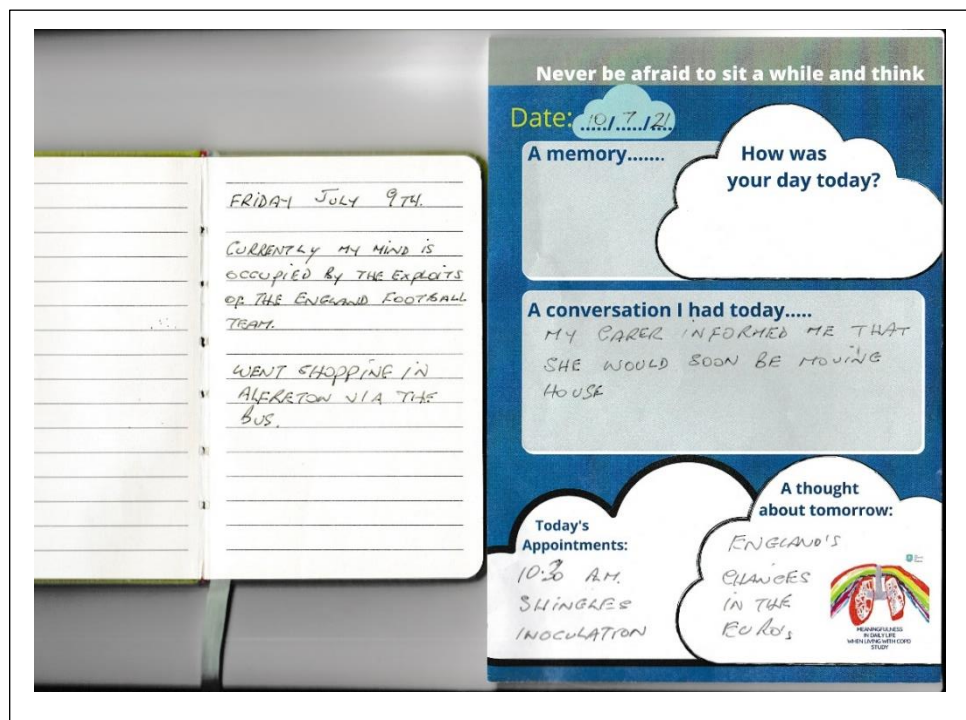 FRIDAY JULY 9TH.
CURRENTLY MY MIND IS
OCCUPIED BY THE EXPLOITS
OF THE ENGLAND FOOTBALL
TEAM.
WENT SHOPPING IN
ALFRETON VIA THE
BUS.
Never be afraid to sit a while and think
Date: 10/7/21
A memory.......
How was
your day today?
A conversation I had today.....
MY CARER INFORMED ME THAT
SHE WOULD SOON BE MOVING
HOUSE
Today's
Appointments:
10:30 A.M.
SHINGLES
INOCULATION
A thought
about tomorrow:
ENGLAND'S
CHANCES
IN THE
EUROS
MEANINGFULNESS
IN DAILY LIFE
WHEN LIVING WITH COPD
STUDY